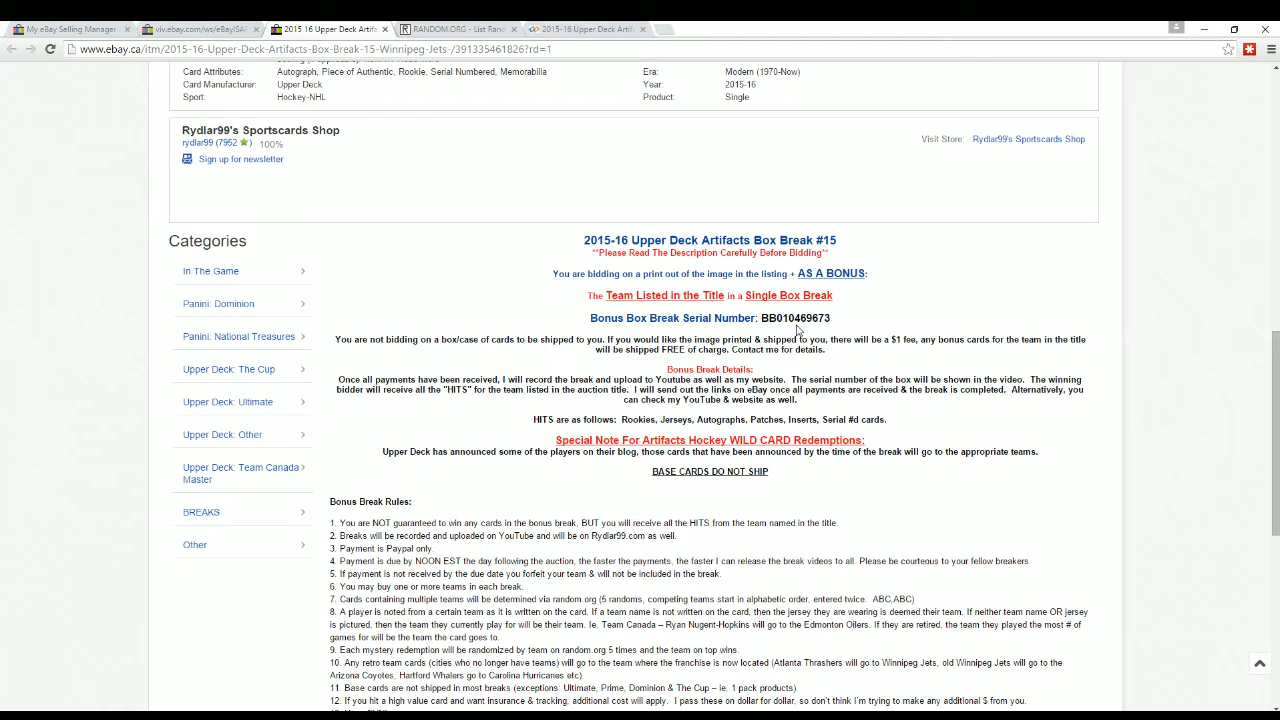 My eBay Selling Manager
viv.ebay.com/ws/eBayISAF
2015 16 Upper Deck Artifa
RANDOM.ORG - List Rand
2015-16 Upper Deck Artifa
www.ebay.ca/itm/2015-16-Upper-Deck-Artifacts-Box-Break-15-Winnipeg-Jets-/391335461826?rd=1
Card Attributes: Autograph, Piece of Authentic, Rookie, Serial Numbered, Memorabilia Era: Modern (1970-Now)
Card Manufacturer: Upper Deck Year: 2015-16
Sport: Hockey-NHL Product: Single
Rydlar99's Sportscards Shop
rydlar99 (7952 ) 100%
Visit Store: Rydlar99's Sportscards Shop
Sign up for newsletter
Categories
In The Game
Panini: Dominion
Panini: National Treasures
Upper Deck: The Cup
Upper Deck: Ultimate
Upper Deck: Other
Upper Deck: Team Canada
Master
BREAKS
Other
2015-16 Upper Deck Artifacts Box Break #15
**Please Read The Description Carefully Before Bidding**
You are bidding on a print out of the image in the listing + AS A BONUS:
The Team Listed in the Title in a Single Box Break
Bonus Box Break Serial Number: BB010469673
You are not bidding on a box/case of cards to be shipped to you. If you would like the image printed & shipped to you, there will be a $1 fee, any bonus cards for the team in the title
will be shipped FREE of charge. Contact me for details.
Bonus Break Details:
Once all payments have been received, I will record the break and upload to Youtube as well as my website. The serial number of the box will be shown in the video. The winning
bidder will receive all the "HITS" for the team listed in the auction title. I will send out the links on eBay once all payments are received & the break is completed. Alternatively, you
can check my YouTube & website as well.
HITS are as follows: Rookies, Jerseys, Autographs, Patches, Inserts, Serial #d cards.
Special Note For Artifacts Hockey WILD CARD Redemptions:
Upper Deck has announced some of the players on their blog, those cards that have been announced by the time of the break will go to the appropriate teams.
BASE CARDS DO NOT SHIP
Bonus Break Rules:
1. You are NOT guaranteed to win any cards in the bonus break, BUT you will receive all the HITS from the team named in the title.
2. Breaks will be recorded and uploaded on YouTube and will be on Rydlar99.com as well.
3. Payment is Paypal only.
4. Payment is due by NOON EST the day following the auction, the faster the payments, the faster I can release the break videos to all. Please be courteous to your fellow breakers.
5. If payment is not received by the due date you forfeit your team & will not be included in the break.
6. You may buy one or more teams in each break.
7. Cards containing multiple teams will be determined via random.org (5 randoms, competing teams start in alphabetic order, entered twice: ABC,ABC)
8. A player is noted from a certain team as it is written on the card. If a team name is not written on the card, then the jersey they are wearing is deemed their team. If neither team name OR jersey
is pictured, then the team they currently play for will be their team. Ie. Team Canada – Ryan Nugent-Hopkins will go to the Edmonton Oilers. If they are retired, the team they played the most # of
games for will be the team the card goes to.
9. Each mystery redemption will be randomized by team on random.org 5 times and the team on top wins.
10. Any retro team cards (cities who no longer have teams) will go to the team where the franchise is now located (Atlanta Thrashers will go to Winnipeg Jets, old Winnipeg Jets will go to the
Arizona Coyotes, Hartford Whalers go to Carolina Hurricanes etc).
11. Base cards are not shipped in most breaks (exceptions: Ultimate, Prime, Dominion & The Cup – ie. 1 pack products).
12. If you hit a high value card and want insurance & tracking, additional cost will apply. I pass these on dollar for dollar, so don't think I'm trying to make any additional $ from you.